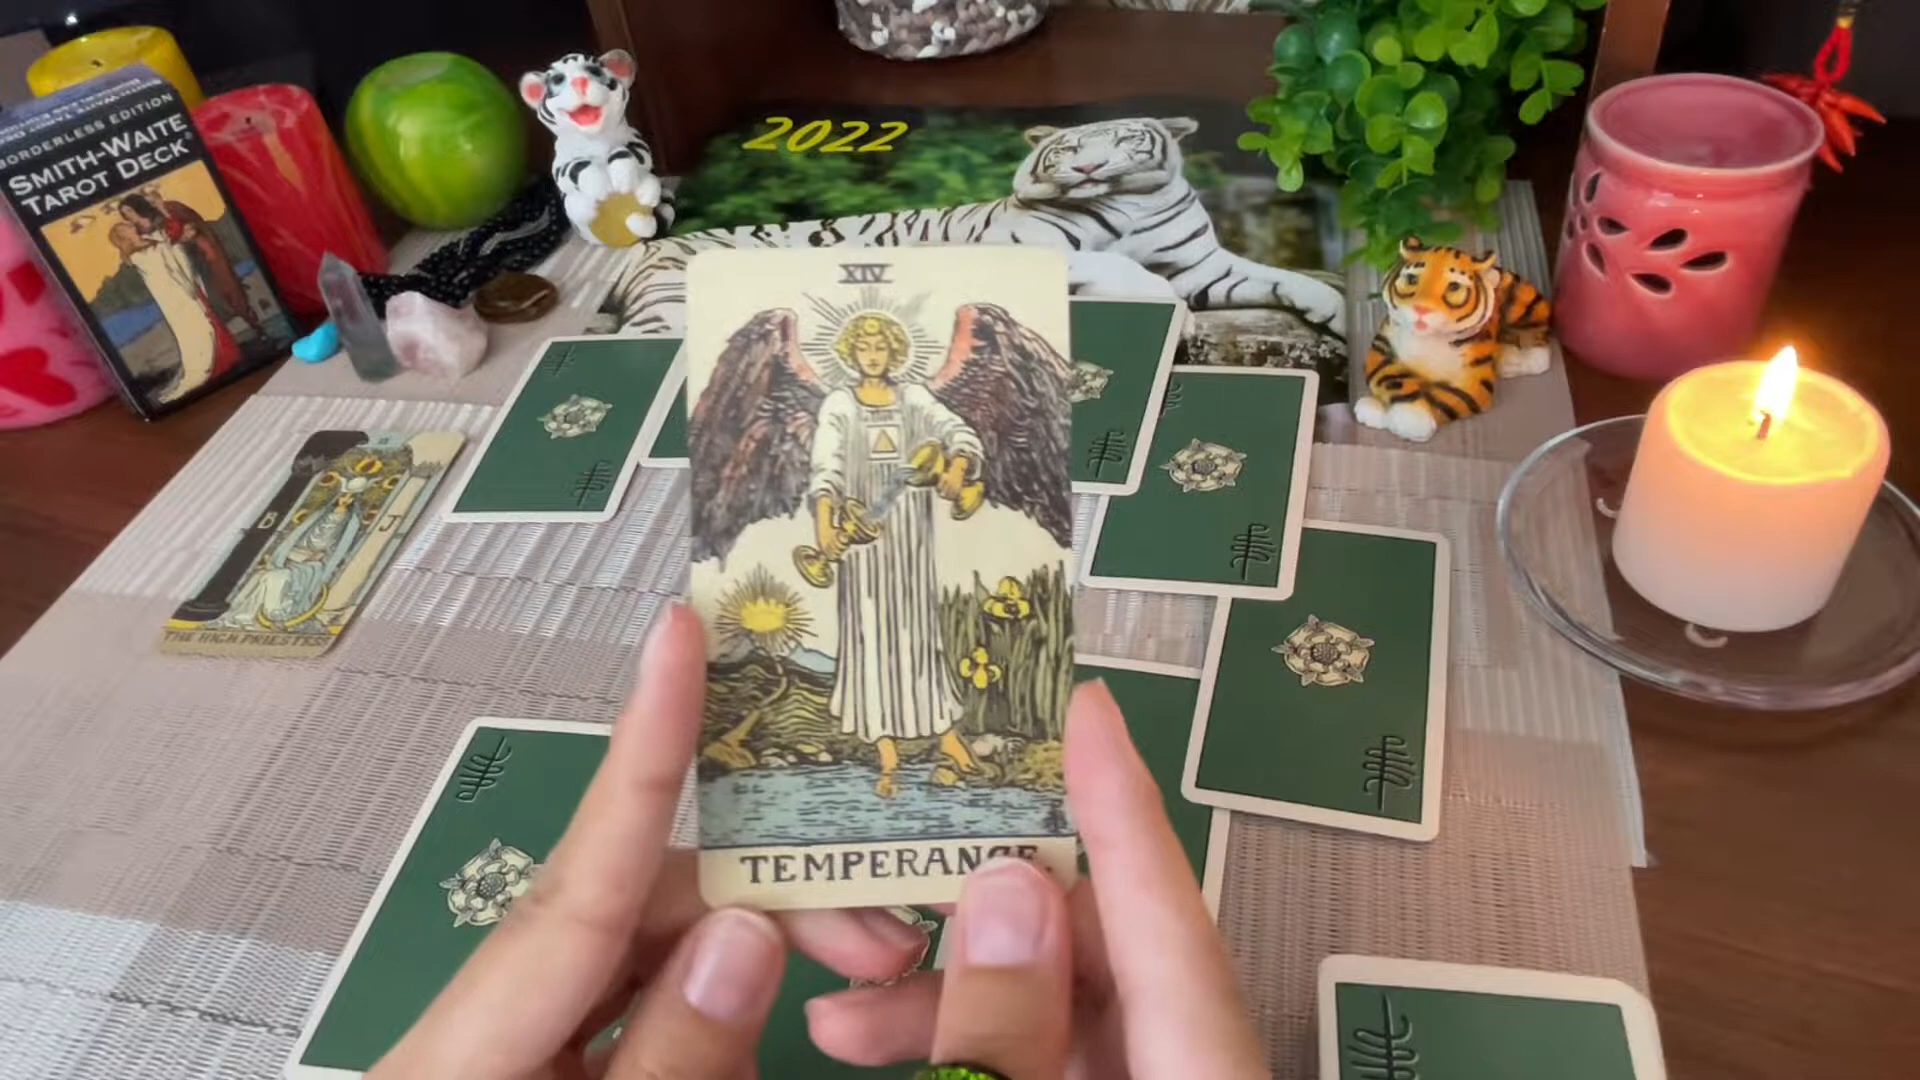 BORDERLESS EDITION
SMITH-WAITE
TAROT DECK
2022
XIV
B
J
THE HIGH PRIESTESS
TEMPERANCE